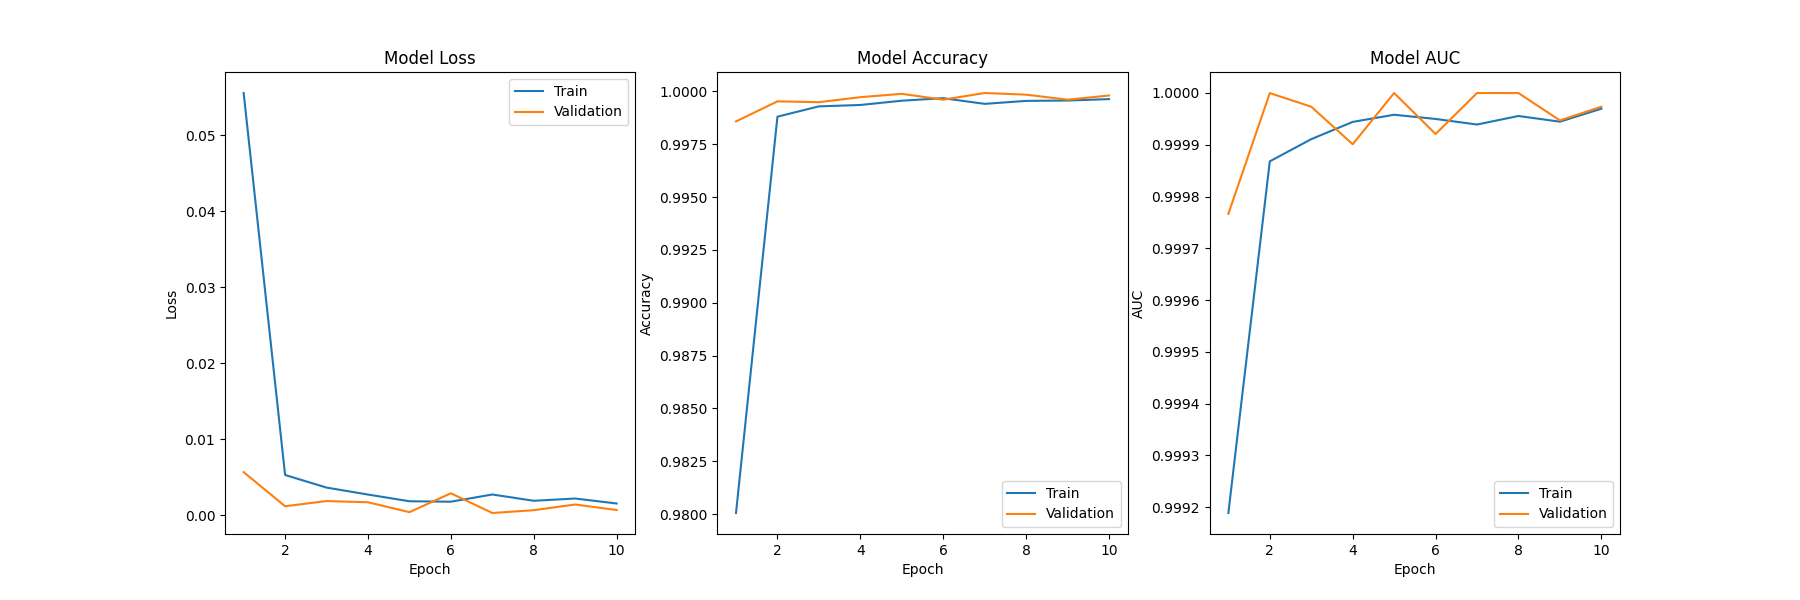 Model Loss
Train
Validation
0.05
0.04
0.03
0.02
0.01
0.00
Loss
2 4 6 8 10
Epoch
Model Accuracy
1.0000
0.9975
0.9950
0.9925
0.9900
0.9875
0.9850
0.9825
0.9800
Accuracy
Train
Validation
2 4 6 8 10
Epoch
Model AUC
1.0000
0.9999
0.9998
0.9997
0.9996
0.9995
0.9994
0.9993
0.9992
AUC
Train
Validation
2 4 6 8 10
Epoch